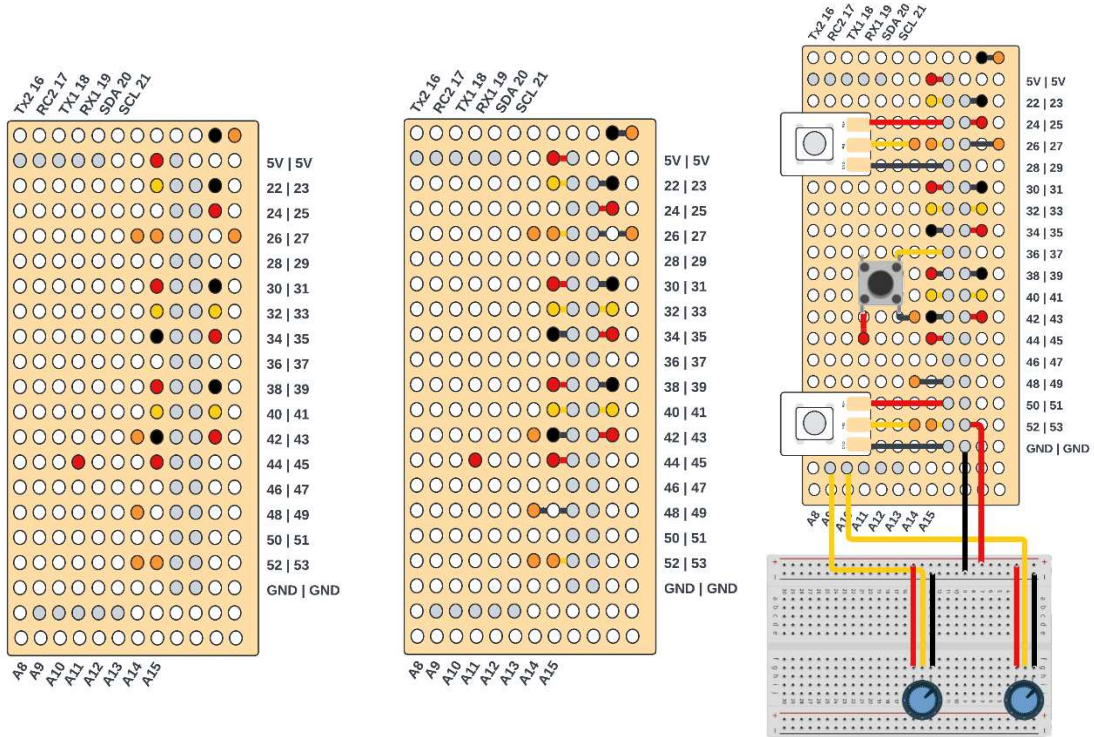 Tx2 16
RC2 17
TX1 18
RX1 19
SDA 20
SCL 21
5V | 5V
22 | 23
24 | 25
26 | 27
28 | 29
30 | 31
32 | 33
34 | 35
36 | 37
38 | 39
40 | 41
42 | 43
44 | 45
46 | 47
48 | 49
50 | 51
52 | 53
GND | GND
A8
A9
A10
A11
A12
A13
A14
A15
Tx2 16
RC2 17
TX1 18
RX1 19
SDA 20
SCL 21
5V | 5V
22 | 23
24 | 25
26 | 27
28 | 29
30 | 31
32 | 33
34 | 35
36 | 37
38 | 39
40 | 41
42 | 43
44 | 45
46 | 47
48 | 49
50 | 51
52 | 53
GND | GND
A8
A9
A10
A11
A12
A13
A14
A15
Tx2 16
RC2 17
TX1 18
RX1 19
SDA 20
SCL 21
5V | 5V
22 | 23
24 | 25
26 | 27
28 | 29
30 | 31
32 | 33
34 | 35
36 | 37
38 | 39
40 | 41
42 | 43
44 | 45
46 | 47
48 | 49
50 | 51
52 | 53
GND | GND
A8
A11
A12
A13
A14
A15
a b c d e
f g h i j